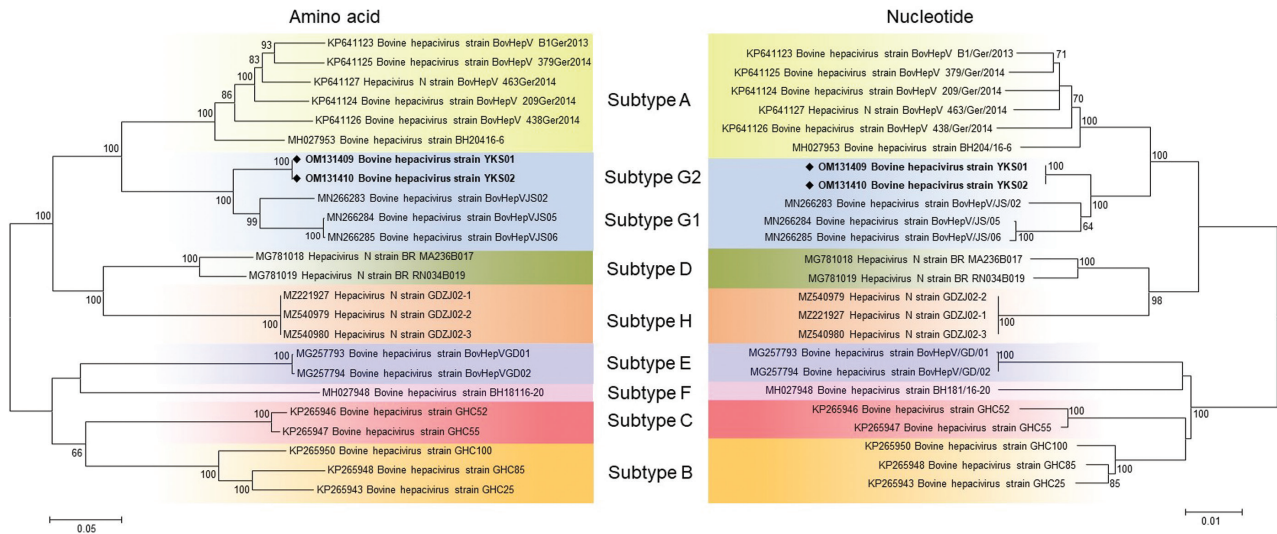 Amino acid
93
83
100
86
100
100
100
100
99
100
100
100
100
100
100
100
66
100
100
KP641123 Bovine hepacivirus strain BovHepV B1Ger2013
KP641125 Bovine hepacivirus strain BovHepV 379Ger2014
KP641127 Hepacivirus N strain BovHepV 463Ger2014
KP641124 Bovine hepacivirus strain BovHepV 209Ger2014
KP641126 Bovine hepacivirus strain BovHepV 438Ger2014
MH027953 Bovine hepacivirus strain BH20416-6
OM131409 Bovine hepacivirus strain YKS01
OM131410 Bovine hepacivirus strain YKS02
MN266283 Bovine hepacivirus strain BovHepVJS02
MN266284 Bovine hepacivirus strain BovHepVJS05
MN266285 Bovine hepacivirus strain BovHepVJS06
MG781018 Hepacivirus N strain BR MA236B017
MG781019 Hepacivirus N strain BR RN034B019
MZ221927 Hepacivirus N strain GDZJ02-1
MZ540979 Hepacivirus N strain GDZJ02-2
MZ540980 Hepacivirus N strain GDZJ02-3
MG257793 Bovine hepacivirus strain BovHepVGD01
MG257794 Bovine hepacivirus strain BovHepVGD02
MH027948 Bovine hepacivirus strain BH18116-20
KP265946 Bovine hepacivirus strain GHC52
KP265947 Bovine hepacivirus strain GHC55
KP265950 Bovine hepacivirus strain GHC100
KP265948 Bovine hepacivirus strain GHC85
KP265943 Bovine hepacivirus strain GHC25
0.05
Subtype A
Subtype G2
Subtype G1
Subtype D
Subtype H
Subtype E
Subtype F
Subtype C
Subtype B
Nucleotide
KP641123 Bovine hepacivirus strain BovHepV B1/Ger/2013
KP641125 Bovine hepacivirus strain BovHepV 379/Ger/2014
KP641124 Bovine hepacivirus strain BovHepV 209/Ger/2014
KP641127 Hepacivirus N strain BovHepV 463/Ger/2014
KP641126 Bovine hepacivirus strain BovHepV 438/Ger/2014
MH027953 Bovine hepacivirus strain BH204/16-6
OM131409 Bovine hepacivirus strain YKS01
OM131410 Bovine hepacivirus strain YKS02
MN266283 Bovine hepacivirus strain BovHepV/JS/02
MN266284 Bovine hepacivirus strain BovHepV/JS/05
MN266285 Bovine hepacivirus strain BovHepV/JS/06
MG781018 Hepacivirus N strain BR MA236B017
MG781019 Hepacivirus N strain BR RN034B019
MZ540979 Hepacivirus N strain GDZJ02-2
MZ221927 Hepacivirus N strain GDZJ02-1
MZ540980 Hepacivirus N strain GDZJ02-3
MG257793 Bovine hepacivirus strain BovHepV/GD/01
MG257794 Bovine hepacivirus strain BovHepV/GD/02
MH027948 Bovine hepacivirus strain BH181/16-20
KP265946 Bovine hepacivirus strain GHC52
KP265947 Bovine hepacivirus strain GHC55
KP265950 Bovine hepacivirus strain GHC100
KP265948 Bovine hepacivirus strain GHC85
KP265943 Bovine hepacivirus strain GHC25
71
70
100
100
100
100
64
100
100
98
100
100
100
100
100
85
0.01